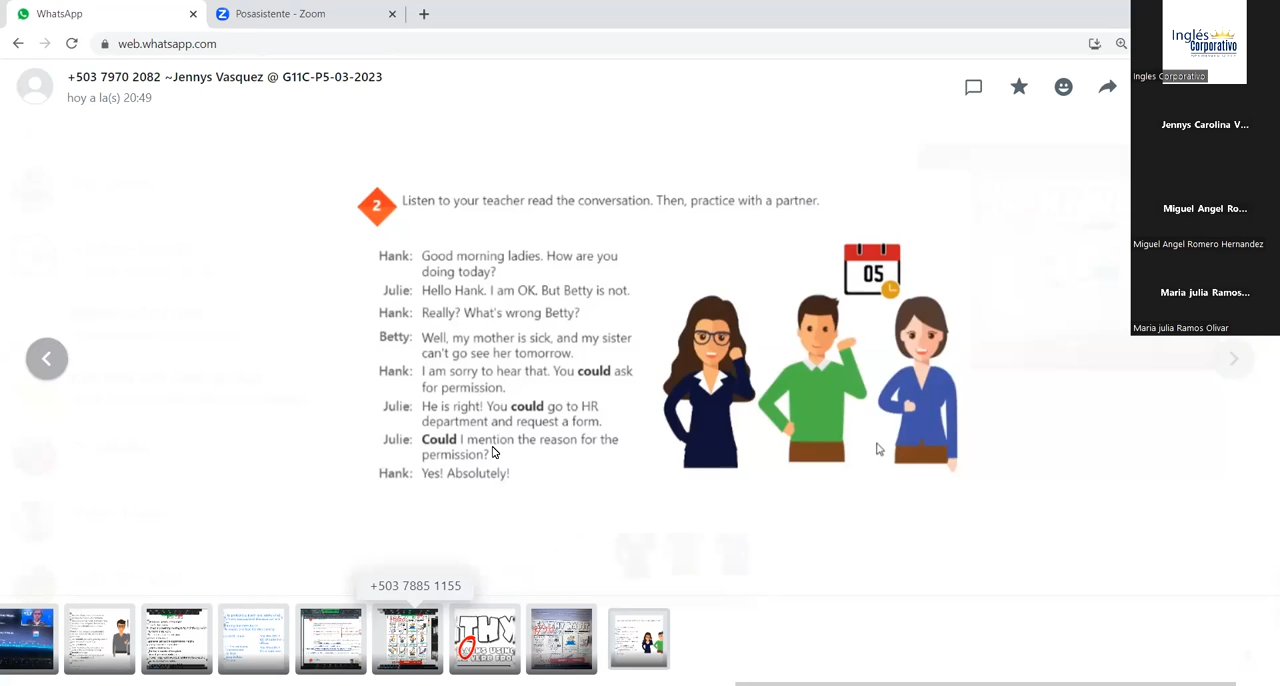 WhatsApp
Posasistente - Zoom
web.whatsapp.com
+503 7970 2082 ~Jennys Vasquez @ G11C-P5-03-2023
hoy a la(s) 20:49
Inglés
Corporativo
Ingles Corporativo
Jennys Carolina V...
Miguel Angel Ro...
Miguel Angel Romero Hernandez
Maria julia Ramos...
Maria julia Ramos Olivar
2 Listen to your teacher read the conversation. Then, practice with a partner.
Hank: Good morning ladies. How are you
doing today?
Julie: Hello Hank. I am OK. But Betty is not.
Hank: Really? What's wrong Betty?
Betty: Well, my mother is sick, and my sister
can't go see her tomorrow.
Hank: I am sorry to hear that. You could ask
for permission.
Julie: He is right! You could go to HR
department and request a form.
Julie: Could I mention the reason for the
permission?
Hank: Yes! Absolutely!
05
+503 7885 1155